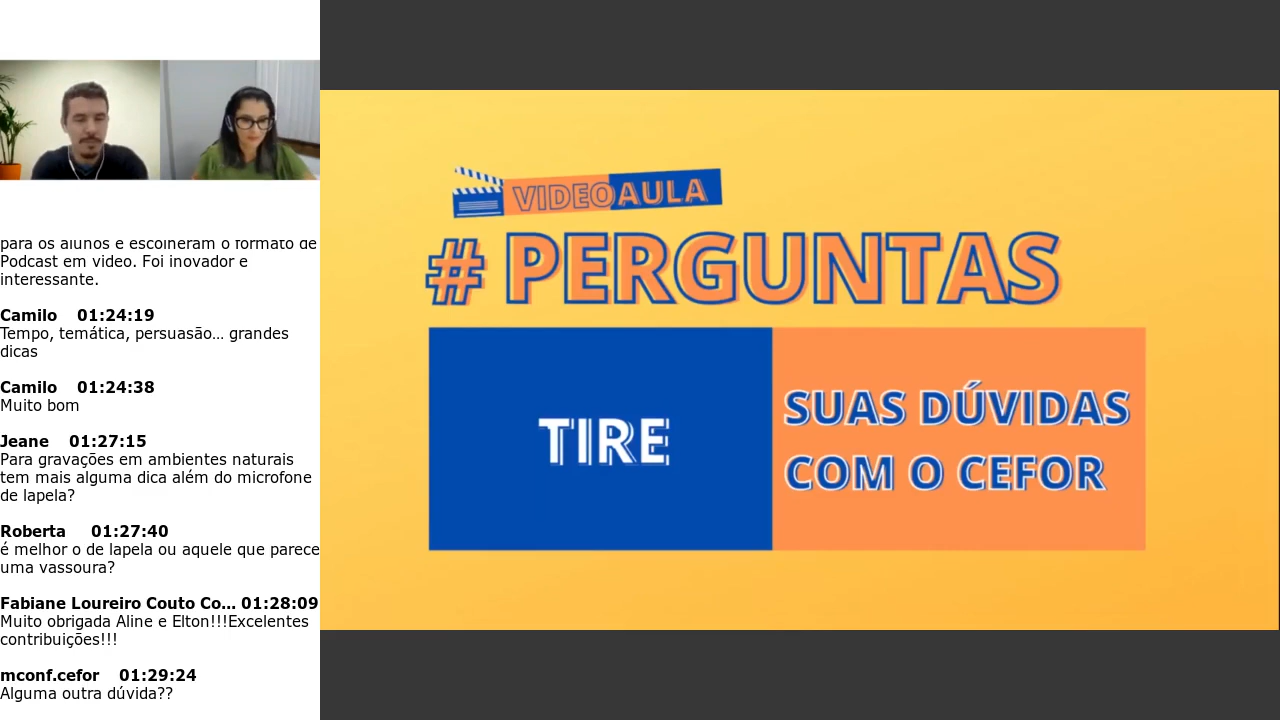 para os alunos e escolheram o formato de
Podcast em video. Foi inovador e
interessante.
Camilo 01:24:19
Tempo, temática, persuasão... grandes
dicas
Camilo 01:24:38
Muito bom
Jeane 01:27:15
Para gravações em ambientes naturais
tem mais alguma dica além do microfone
de lapela?
Roberta 01:27:40
é melhor o de lapela ou aquele que parece
uma vassoura?
Fabiane Loureiro Couto Co... 01:28:09
Muito obrigada Aline e Elton!!!Excelentes
contribuições!!!
mconf.cefor 01:29:24
Alguma outra dúvida??
VIDEOAULA
# PERGUNTAS
TIRE
SUAS DÚVIDAS
COM O CEFOR